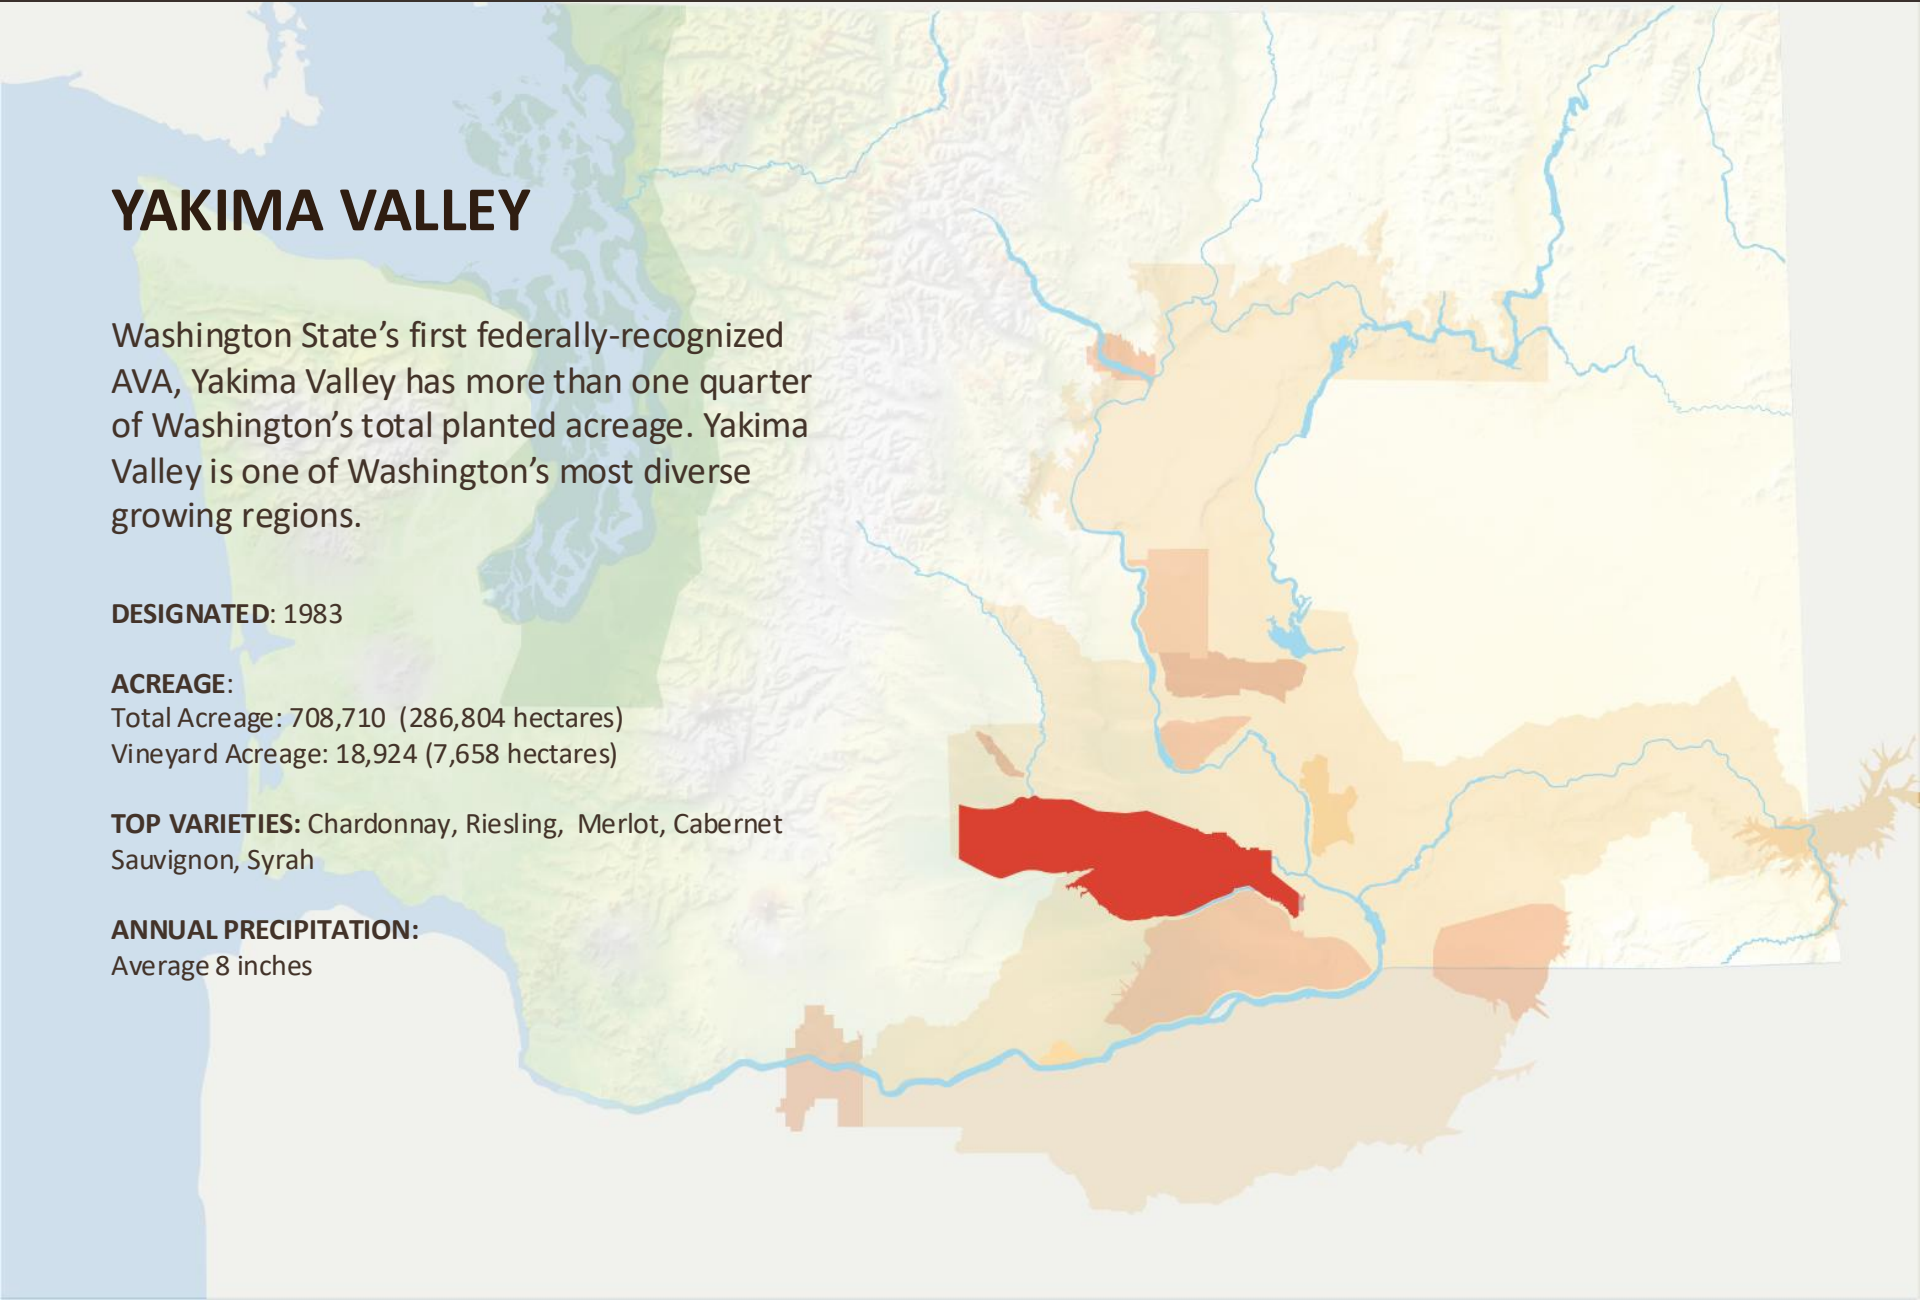 YAKIMA VALLEY
Washington State’s first federally-recognized
AVA, Yakima Valley has more than one quarter
of Washington’s total planted acreage. Yakima
Valley is one of Washington’s most diverse
growing regions.
DESIGNATED: 1983
ACREAGE:
Total Acreage: 708,710 (286,804 hectares)
Vineyard Acreage: 18,924 (7,658 hectares)
TOP VARIETIES: Chardonnay, Riesling, Merlot, Cabernet
Sauvignon, Syrah
ANNUAL PRECIPITATION:
Average 8 inches